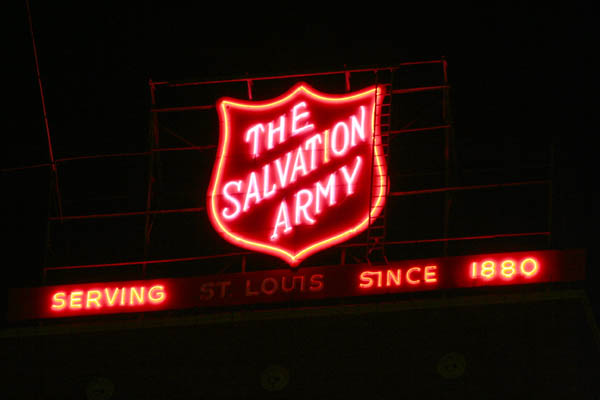 THE
SALVATION
ARMY
SERVING ST. LOUIS SINCE 1880